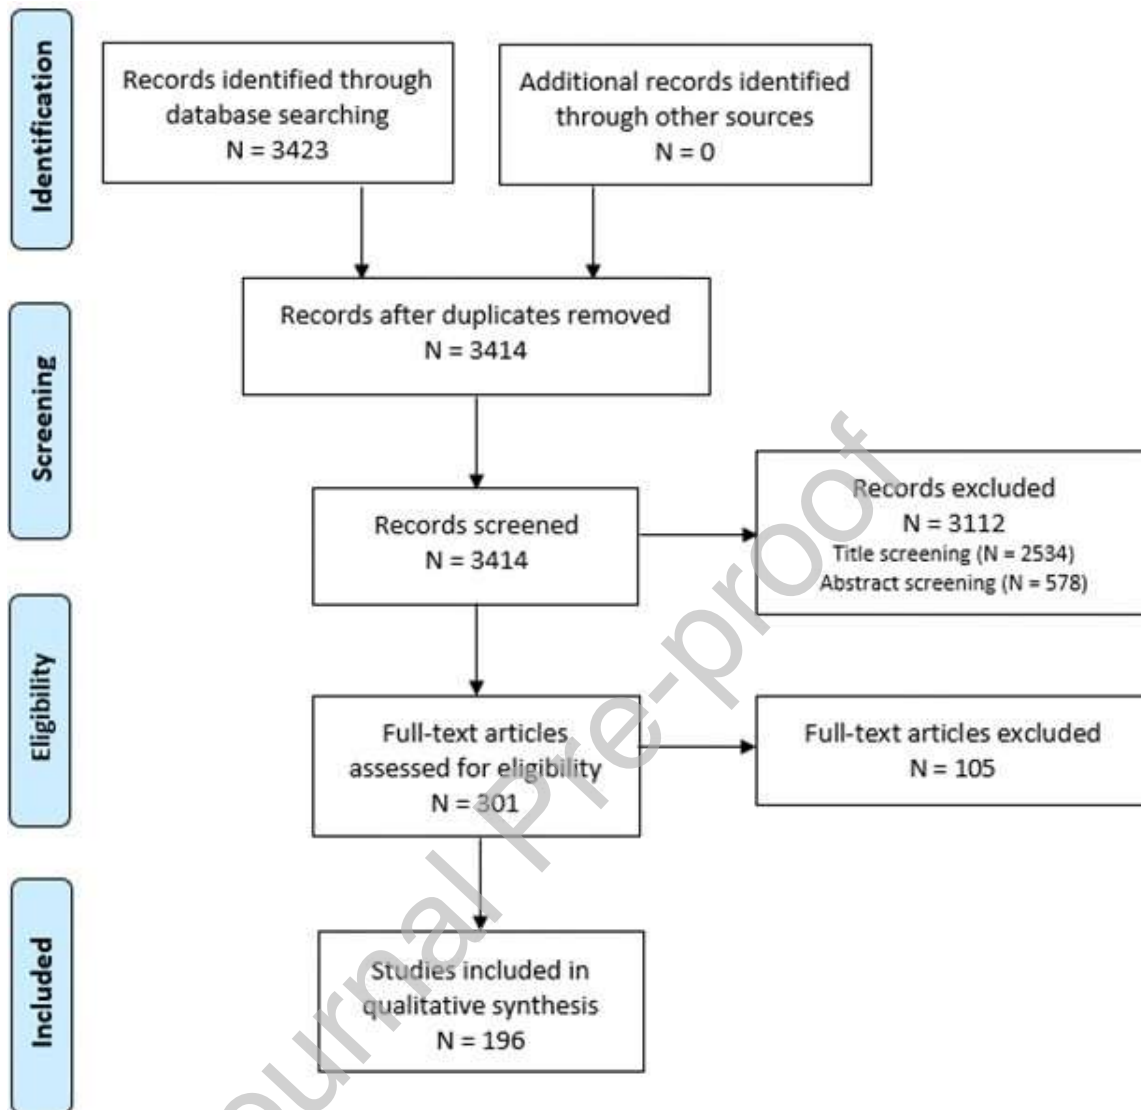 Identification
Records identified through
database searching
N = 3423
Additional records identified
through other sources
N = 0
Screening
Records after duplicates removed
N = 3414
Records screened
N = 3414
Records excluded
N = 3112
Title screening (N = 2534)
Abstract screening (N = 578)
Eligibility
Full-text articles
assessed for eligibility
N = 301
Full-text articles excluded
N = 105
Included
Studies included in
qualitative synthesis
N = 196
ournal Pre-proof